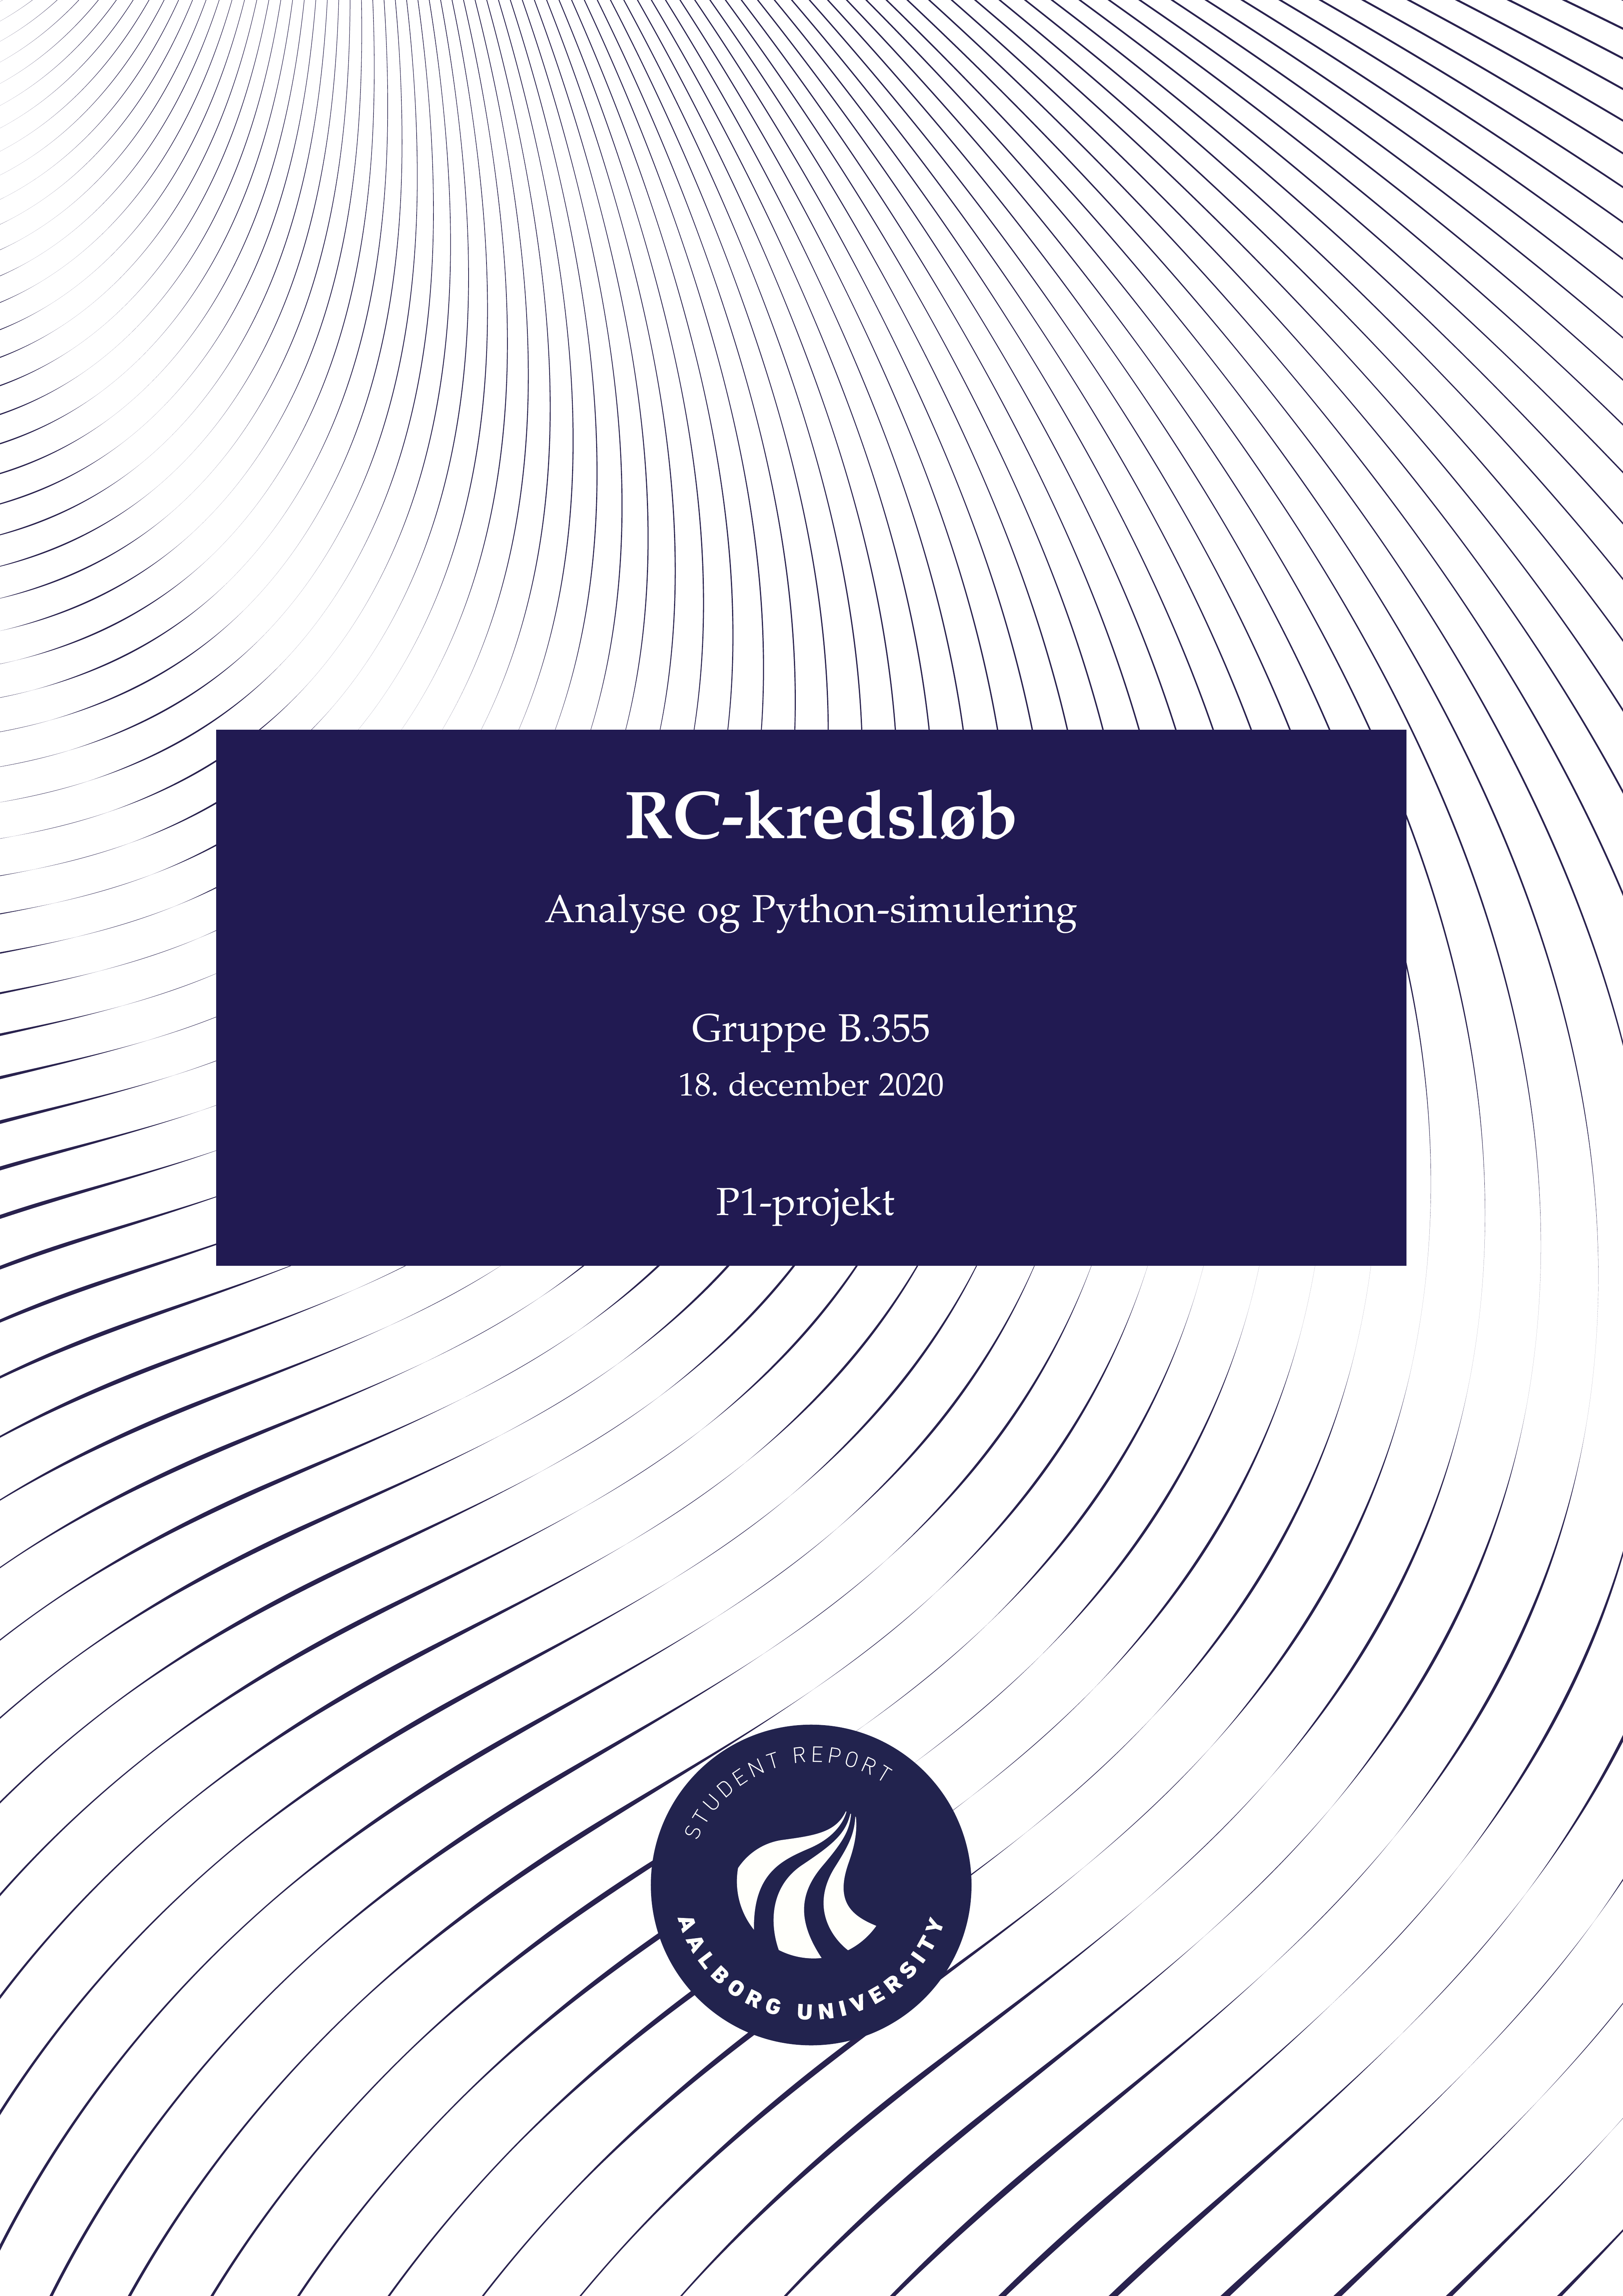 RC-kredsløb
Analyse og Python-simulering
Gruppe B.355
18. december 2020
P1-projekt
STUDENT REPORT
AALBORG UNIVERSITY